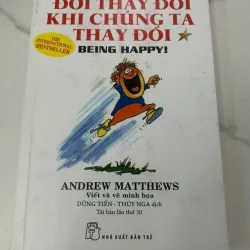 ĐỜI THAY ĐỔI
KHI CHÚNG TA
THAY ĐỔI
THE
INTERNATIONAL
BESTSELLER
BEING HAPPY!
ANDREW MATTHEWS
Viết và vẽ minh họa
DŨNG TIẾN - THÚY NGA dịch
Tái bản lần thứ 30
NHÀ XUẤT BẢN TRẺ